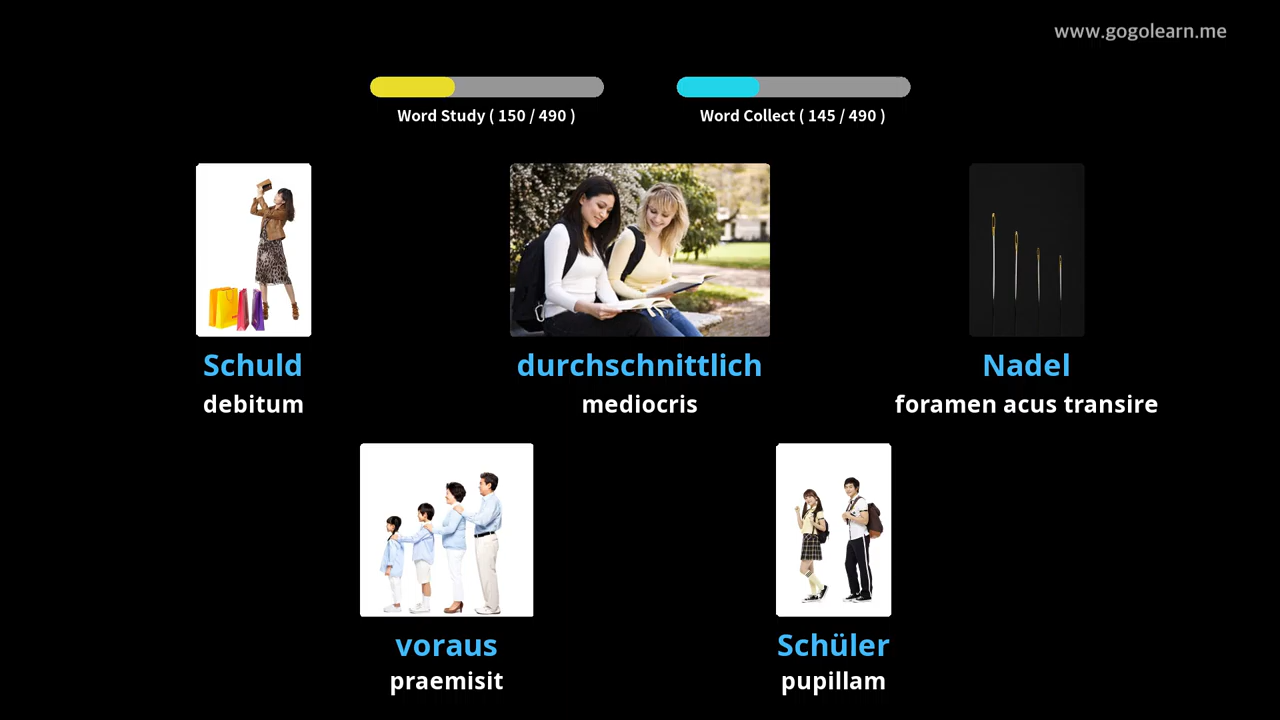 www.gogolearn.me
Word Study ( 150 / 490 )
Word Collect ( 145 / 490 )
Schuld
durchschnittlich
Nadel
debitum
mediocris
foramen acus transire
voraus
Schüler
praemisit
pupillam